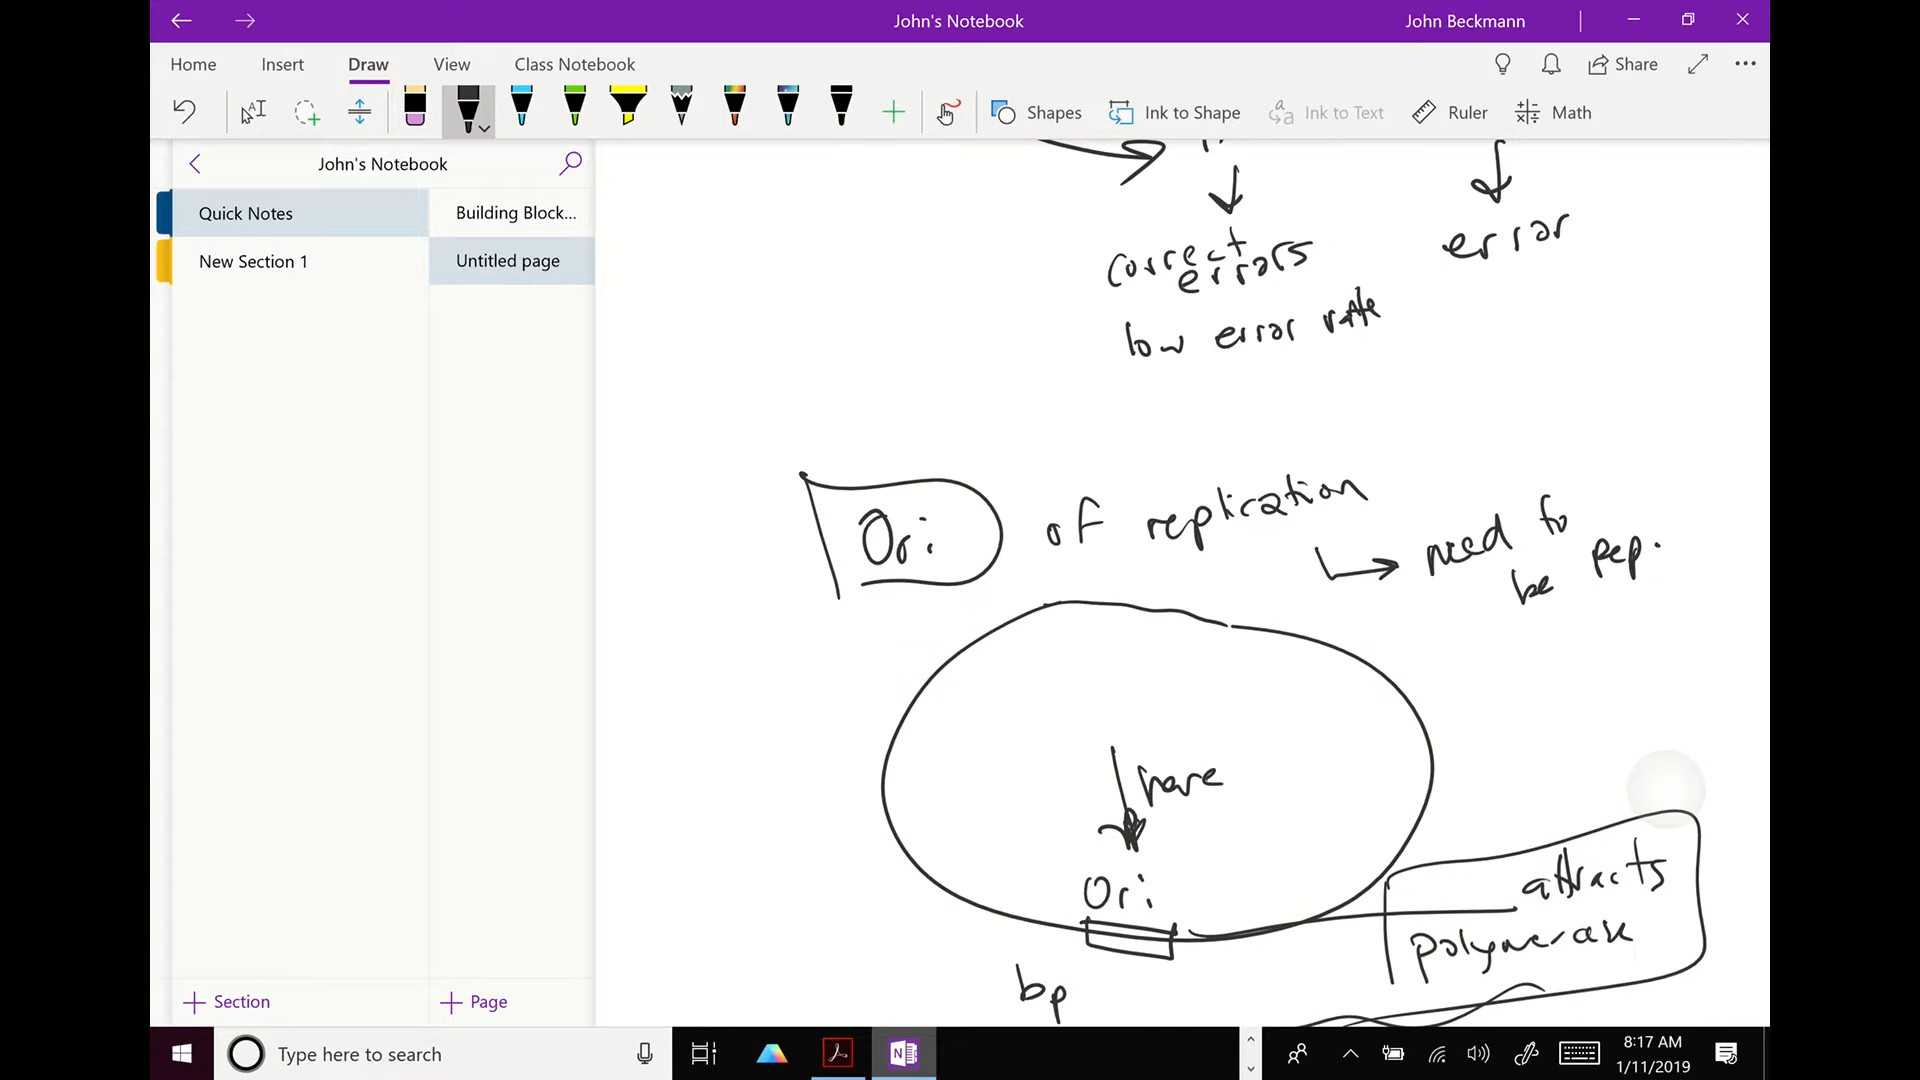 John's Notebook
John Beckmann
Home Insert Draw View Class Notebook
Share
Shapes Ink to Shape Ink to Text Ruler Math
John's Notebook
Quick Notes
New Section 1
Building Block...
Untitled page
correct
errors
low error rate
error
Ori of replication
need to
be pep.
have
Ori
attracts
polymerase
bp
Section
Page
Type here to search
8:17 AM
1/11/2019